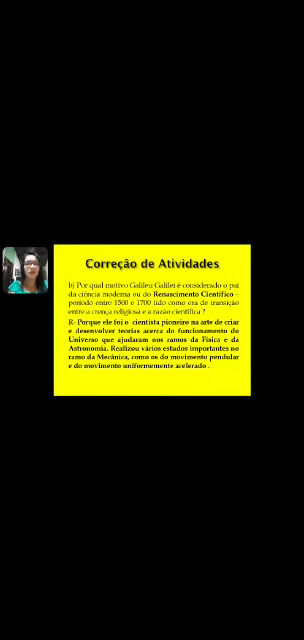 Correção de Atividades
b) Por qual motivo Galileu Galilei é considerado o pai
da ciência moderna ou do Renascimento Científico -
período entre 1500 e 1700 tido como era de transição
entre a crença religiosa e a razão científica ?
R- Porque ele foi o cientista pioneiro na arte de criar
e desenvolver teorias acerca do funcionamento do
Universo que ajudaram nos ramos da Física e da
Astronomia. Realizou vários estudos importantes no
ramo da Mecânica, como os do movimento pendular
e do movimento uniformemente acelerado .